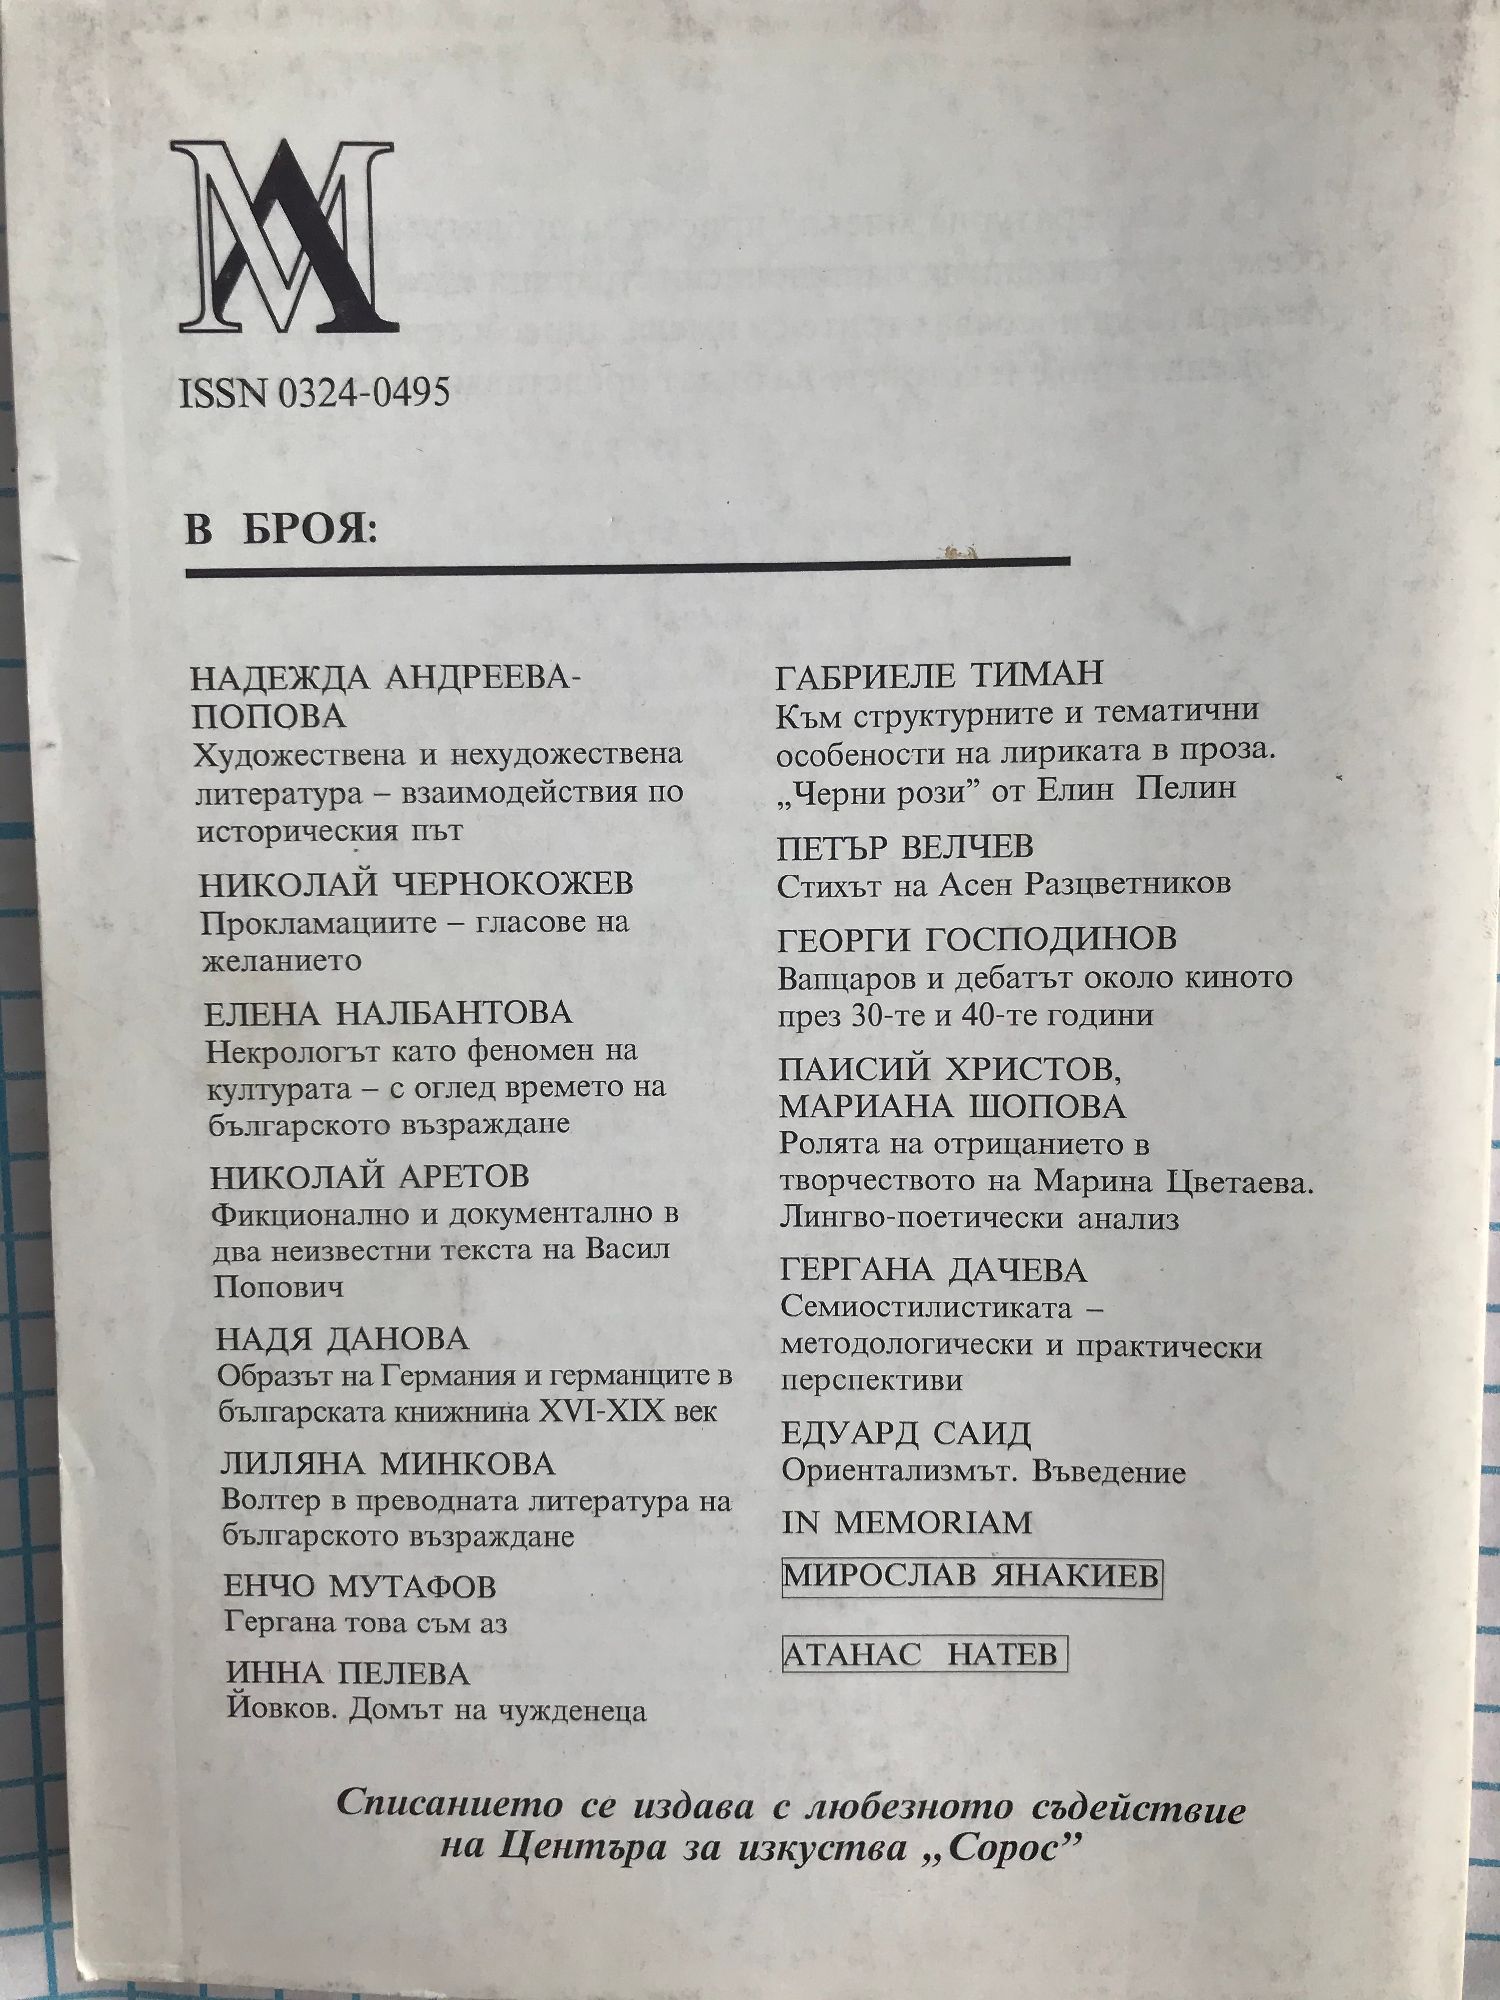 ISSN 0324-0495
В БРОЯ:
НАДЕЖДА АНДРЕЕВА-
ПОПОВА
Художествена и нехудожествена
литература – взаимодействия по
историческия път
НИКОЛАЙ ЧЕРНОКОЖЕВ
Прокламациите – гласове на
желанието
ЕЛЕНА НАЛБАНТОВА
Некрологът като феномен на
културата – с оглед времето на
българското възраждане
НИКОЛАЙ АРЕТОВ
Фикционално и документално в
два неизвестни текста на Васил
Попович
НАДЯ ДАНОВА
Образът на Германия и германците в
българската книжнина XVI-XIX век
ЛИЛЯНА МИНКОВА
Волтер в преводната литература на
българското възраждане
ЕНЧО МУТАФОВ
Гергана това съм аз
ИННА ПЕЛЕВА
Йовков. Домът на чужденеца
ГАБРИЕЛЕ ТИМАН
Към структурните и тематични
особености на лириката в проза.
„Черни рози” от Елин Пелин
ПЕТЪР ВЕЛЧЕВ
Стихът на Асен Разцветников
ГЕОРГИ ГОСПОДИНОВ
Вапцаров и дебатът около киното
през 30-те и 40-те години
ПАИСИЙ ХРИСТОВ,
МАРИАНА ШОПОВА
Ролята на отрицанието в
творчеството на Марина Цветаева.
Лингво-поетически анализ
ГЕРГАНА ДАЧЕВА
Семиостилистиката –
методологически и практически
перспективи
ЕДУАРД САИД
Ориентализмът. Въведение
IN MEMORIAM
МИРОСЛАВ ЯНАКИЕВ
АТАНАС НАТЕВ
Списанието се издава с любезното съдействие
на Центъра за изкуства „Сорос”